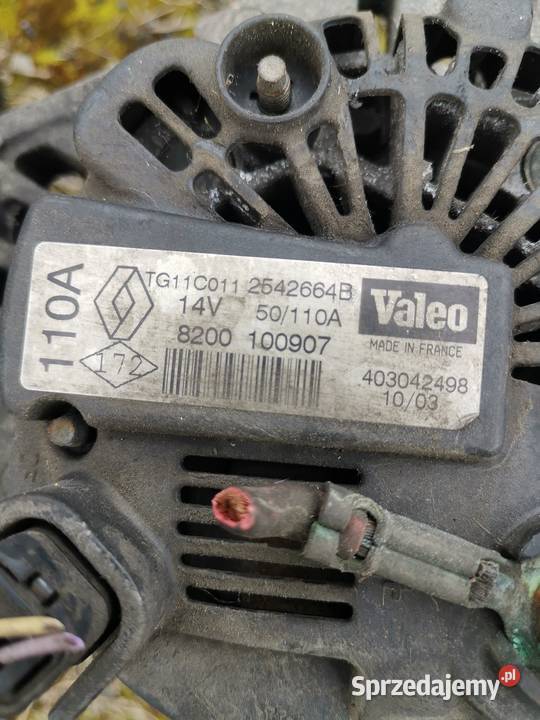 110A
TG11C011 2542664B
14V 50/110A
8200 100907
172
Valeo
MADE IN FRANCE
403042498
10/03
Sprzedajemy.pl